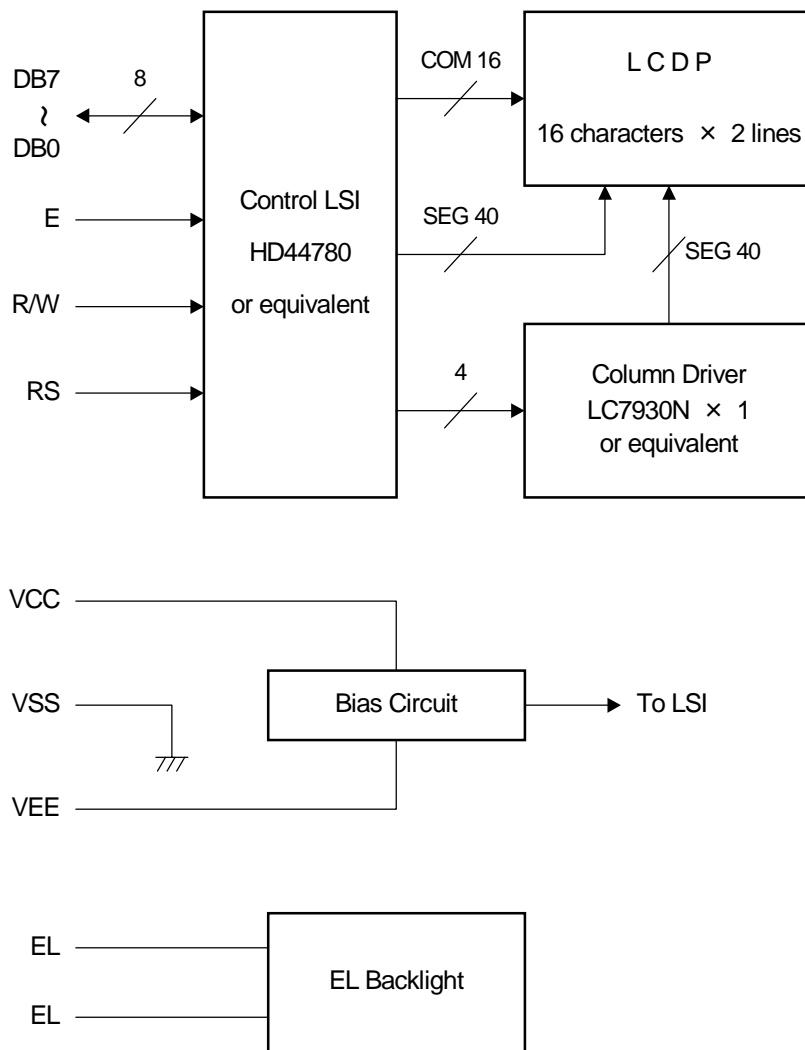 DB7
~
DB0
8
E
R/W
RS
Control LSI
HD44780
or equivalent
COM 16
SEG 40
4
L C D P
16 characters × 2 lines
SEG 40
Column Driver
LC7930N × 1
or equivalent
VCC
VSS
VEE
Bias Circuit
To LSI
EL
EL
EL Backlight